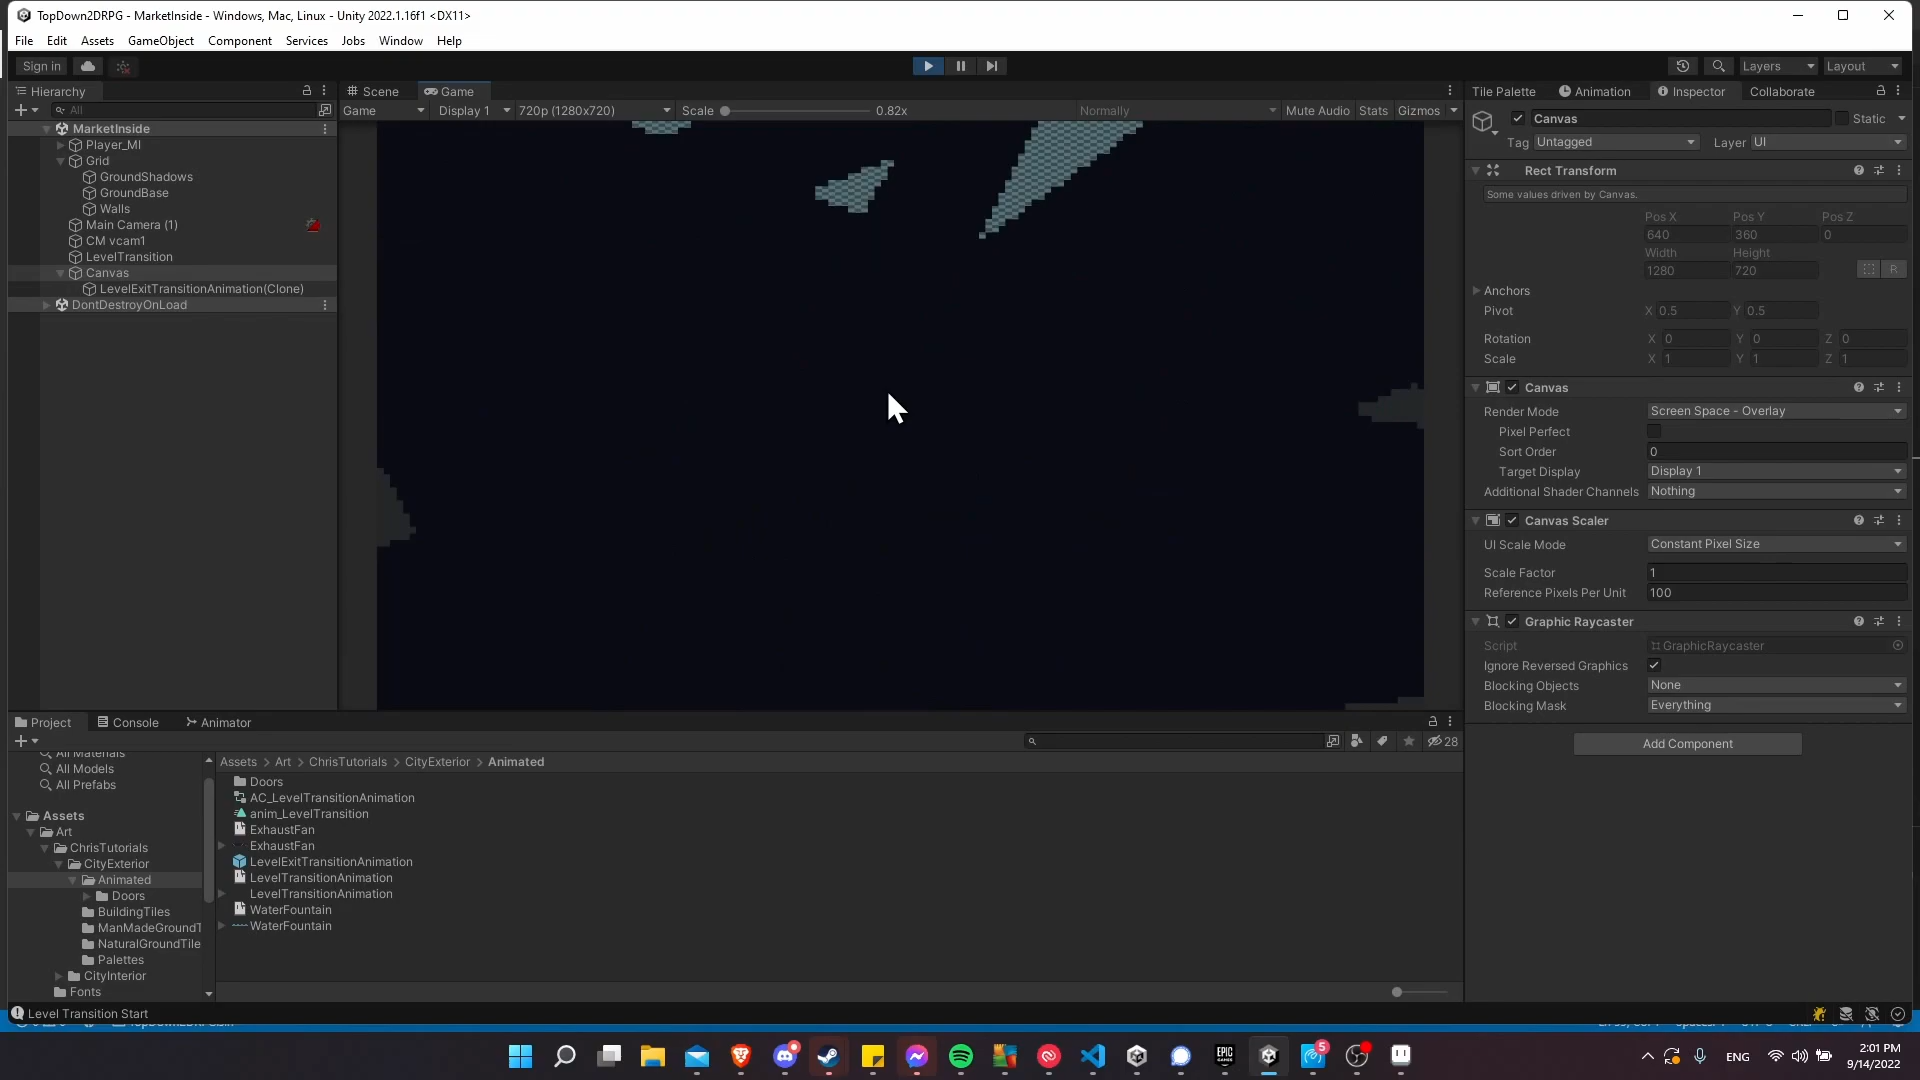 TopDown2DRPG - MarketInside - Windows, Mac, Linux - Unity 2022.1.16f1 <DX11>
File Edit Assets GameObject Component Services Jobs Window Help
Sign in
Layers Layout
Hierarchy
All
MarketInside
Player_MI
Grid
GroundShadows
GroundBase
Walls
Main Camera (1)
CM vcam1
LevelTransition
Canvas
LevelExitTransitionAnimation(Clone)
DontDestroyOnLoad
Scene Game
Game Display 1 720p (1280x720) Scale 0.82x Normally Mute Audio Stats Gizmos
Tile Palette Animation Inspector Collaborate
Canvas Static
Tag Untagged Layer UI
Rect Transform
Some values driven by Canvas.
Pos X Pos Y Pos Z
640 360 0
Width Height
1280 720 R
Anchors
Pivot X 0.5 Y 0.5
Rotation X 0 Y 0 Z 0
Scale X 1 Y 1 Z 1
Canvas
Render Mode Screen Space - Overlay
Pixel Perfect
Sort Order 0
Target Display Display 1
Additional Shader Channels Nothing
Canvas Scaler
UI Scale Mode Constant Pixel Size
Scale Factor 1
Reference Pixels Per Unit 100
Graphic Raycaster
Script GraphicRaycaster
Ignore Reversed Graphics
Blocking Objects None
Blocking Mask Everything
Add Component
Project Console Animator
28
All Materials
All Models
All Prefabs
Assets
Art
ChrisTutorials
CityExterior
Animated
Doors
BuildingTiles
ManMadeGroundT
NaturalGroundTile
Palettes
CityInterior
Fonts
Assets > Art > ChrisTutorials > CityExterior > Animated
Doors
AC_LevelTransitionAnimation
anim_LevelTransition
ExhaustFan
ExhaustFan
LevelExitTransitionAnimation
LevelTransitionAnimation
LevelTransitionAnimation
WaterFountain
WaterFountain
Level Transition Start
5
ENG
2:01 PM
9/14/2022